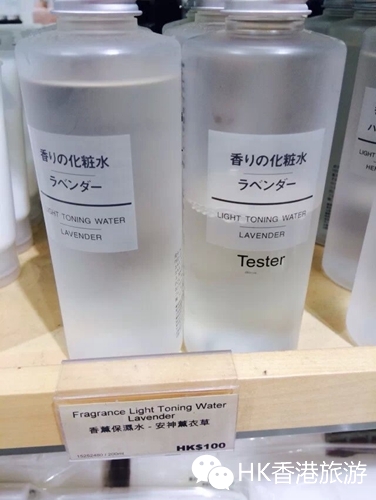 香りの化粧水
ラベンダー
LIGHT TONING WATER
LAVENDER
香りの化粧水
ラベンダー
LIGHT TONING WATER
LAVENDER
Tester
Fragrance Light Toning Water
Lavender
香薰保濕水 - 安神薰衣草
HK$100
HK香港旅游